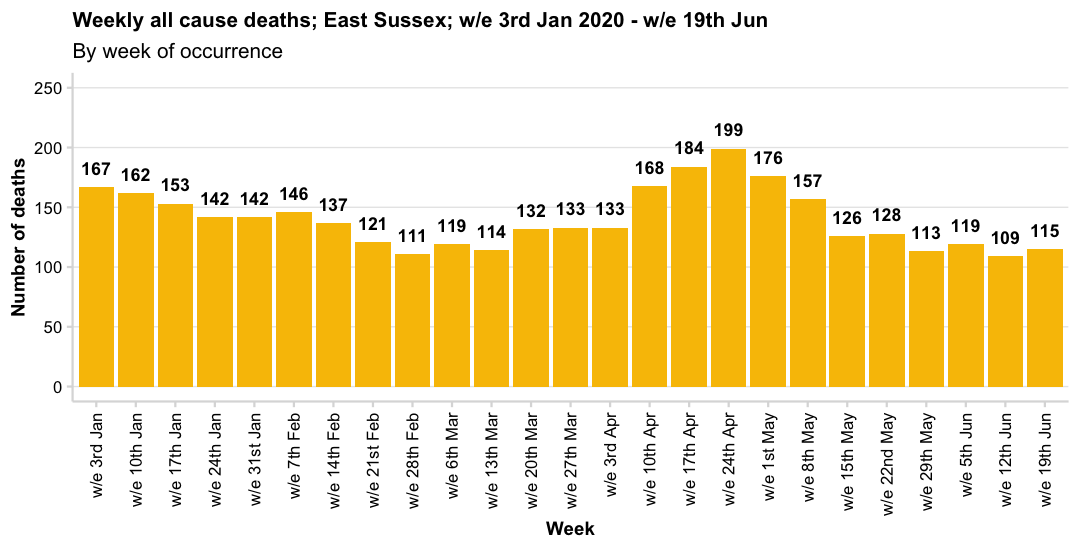 Weekly all cause deaths; East Sussex; w/e 3rd Jan 2020 - w/e 19th Jun
By week of occurrence
Number of deaths
250
200
150
100
50
0
167
162
153
142
142
146
137
121
111
119
114
132
133
133
168
184
199
176
157
126
128
113
119
109
115
w/e 3rd Jan
w/e 10th Jan
w/e 17th Jan
w/e 24th Jan
w/e 31st Jan
w/e 7th Feb
w/e 14th Feb
w/e 21st Feb
w/e 28th Feb
w/e 6th Mar
w/e 13th Mar
w/e 20th Mar
w/e 27th Mar
w/e 3rd Apr
w/e 10th Apr
w/e 17th Apr
w/e 24th Apr
w/e 1st May
w/e 8th May
w/e 15th May
w/e 22nd May
w/e 29th May
w/e 5th Jun
w/e 12th Jun
w/e 19th Jun
Week